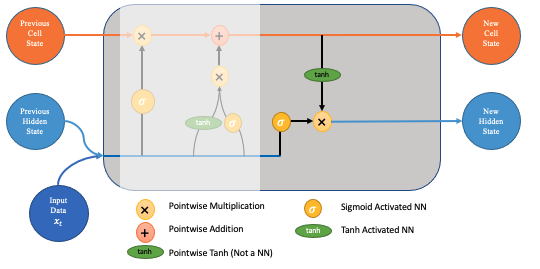 Previous
Cell
State
New
Cell
State
×
+
×
tanh
σ
tanh
σ
σ
×
Previous
Hidden
State
New
Hidden
State
Input
Data
xt
× Pointwise Multiplication
σ Sigmoid Activated NN
+ Pointwise Addition
tanh Tanh Activated NN
tanh Pointwise Tanh (Not a NN)